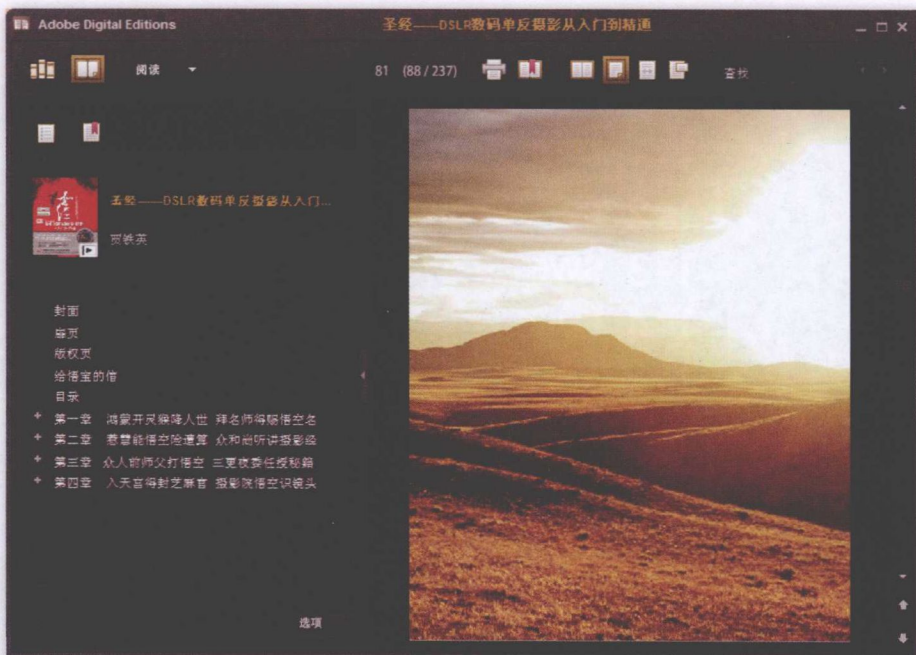 Adobe Digital Editions
圣经——DSLR数码单反摄影从入门到精通
阅读
81 (88 / 237)
查找
圣经——DSLR数码单反摄影从入门...
贾铁英
封面
扉页
版权页
给悟宝的信
目录
第一章 鸿蒙开灵猴降人世 拜名师得赐悟空名
第二章 惹慧能悟空险遭算 众和尚听讲摄影经
第三章 众人前师父打悟空 三更夜委任授秘籍
第四章 入天宫得封芝麻官 摄影院悟空识镜头
选项